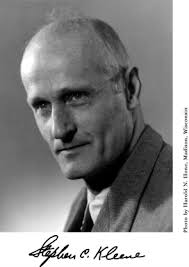 Photo by Harold N. Hone, Madison, Wisconsin
Stephen C. Kleene